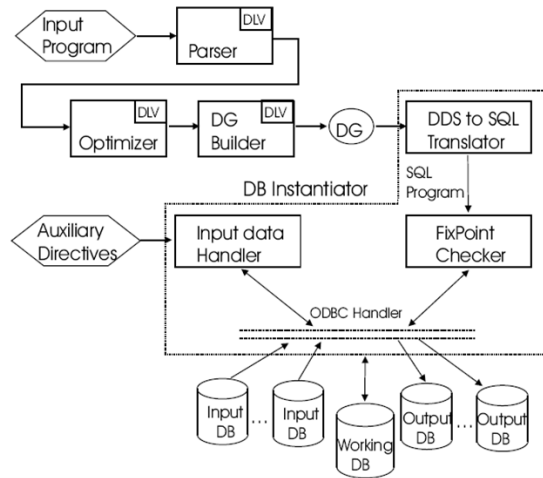 Input
Program
DLV
Parser
DLV
Optimizer
DLV
DG
Builder
DG
DDS to SQL
Translator
SQL
Program
DB Instantiator
Auxiliary
Directives
Input data
Handler
FixPoint
Checker
ODBC Handler
Input
DB
...
Input
DB
Working
DB
Output
DB
...
Output
DB